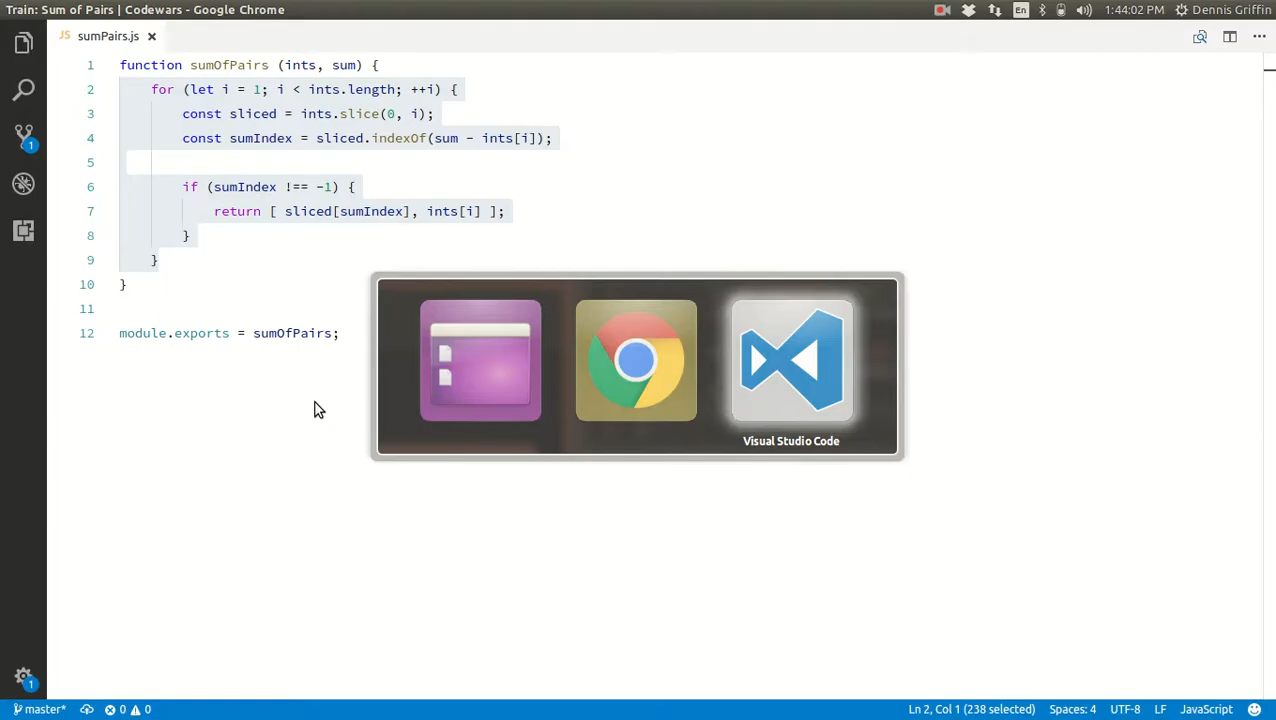 Train: Sum of Pairs | Codewars - Google Chrome
En
1:44:02 PM
Dennis Griffin
JS sumPairs.js
1 function sumOfPairs (ints, sum) {
2 for (let i = 1; i < ints.length; ++i) {
3 const sliced = ints.slice(0, i);
4 const sumIndex = sliced.indexOf(sum - ints[i]);
5
6 if (sumIndex !== -1) {
7 return [ sliced[sumIndex], ints[i] ];
8 }
9 }
10 }
11
12 module.exports = sumOfPairs;
1
Visual Studio Code
1
master* 0 0 Ln 2, Col 1 (238 selected) Spaces: 4 UTF-8 LF JavaScript